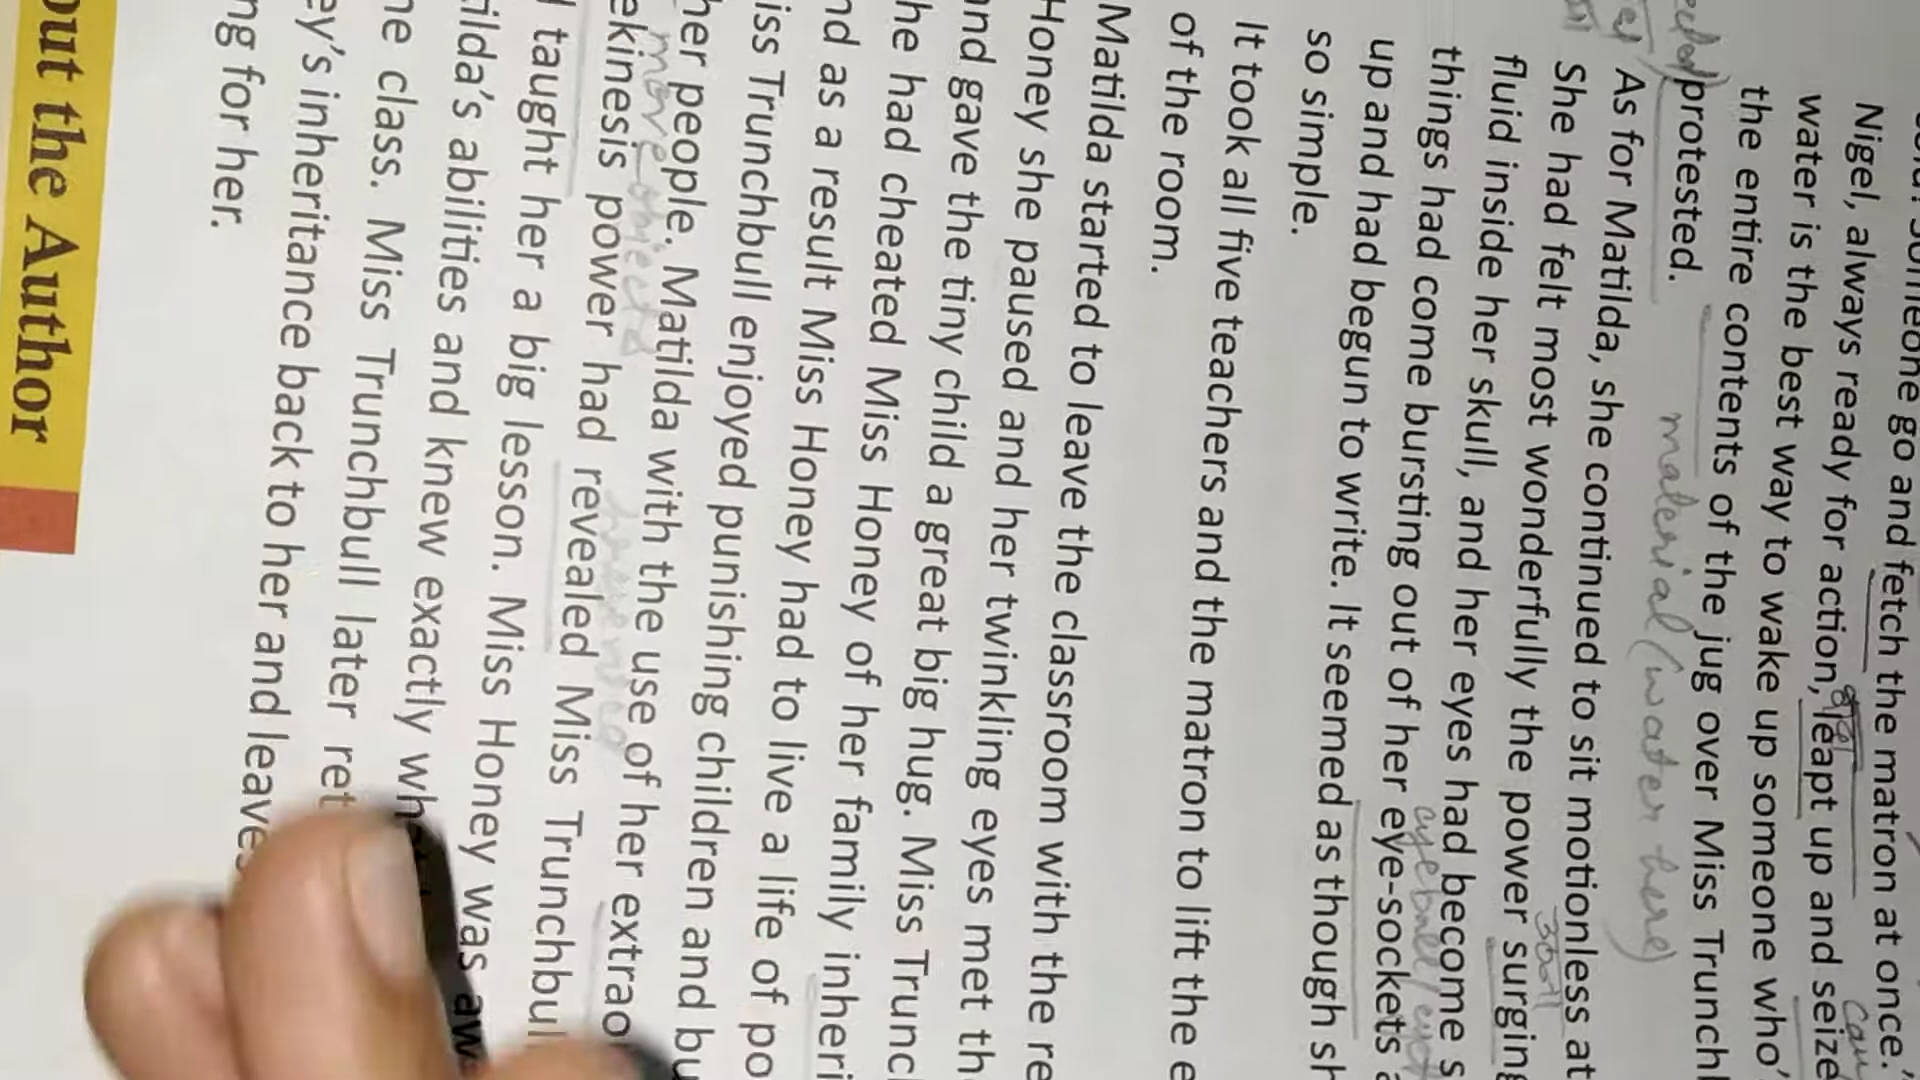 someone go and fetch the matron at once.'
Nigel, always ready for action, leapt up and seize
water is the best way to wake up someone who'
the entire contents of the jug over Miss Trunch
protested.
material (water here)
As for Matilda, she continued to sit motionless at
She had felt most wonderfully the power surging
fluid inside her skull, and her eyes had become s
things had come bursting out of her eye-sockets
up and had begun to write. It seemed as though sh
so simple.
It took all five teachers and the matron to lift the e
of the room.
Matilda started to leave the classroom with the re
Honey she paused and her twinkling eyes met th
and gave the tiny child a great big hug. Miss Trunc
he had cheated Miss Honey of her family inheri
nd as a result Miss Honey had to live a life of po
iss Trunchbull enjoyed punishing children and bu
her people. Matilda with the use of her extrao
move objects
ekinesis power had revealed Miss Trunchbul
taught her a big lesson. Miss Honey was aw
tilda's abilities and knew exactly wh
he class. Miss Trunchbull later ret
ey's inheritance back to her and leave
ng for her.
out the Author